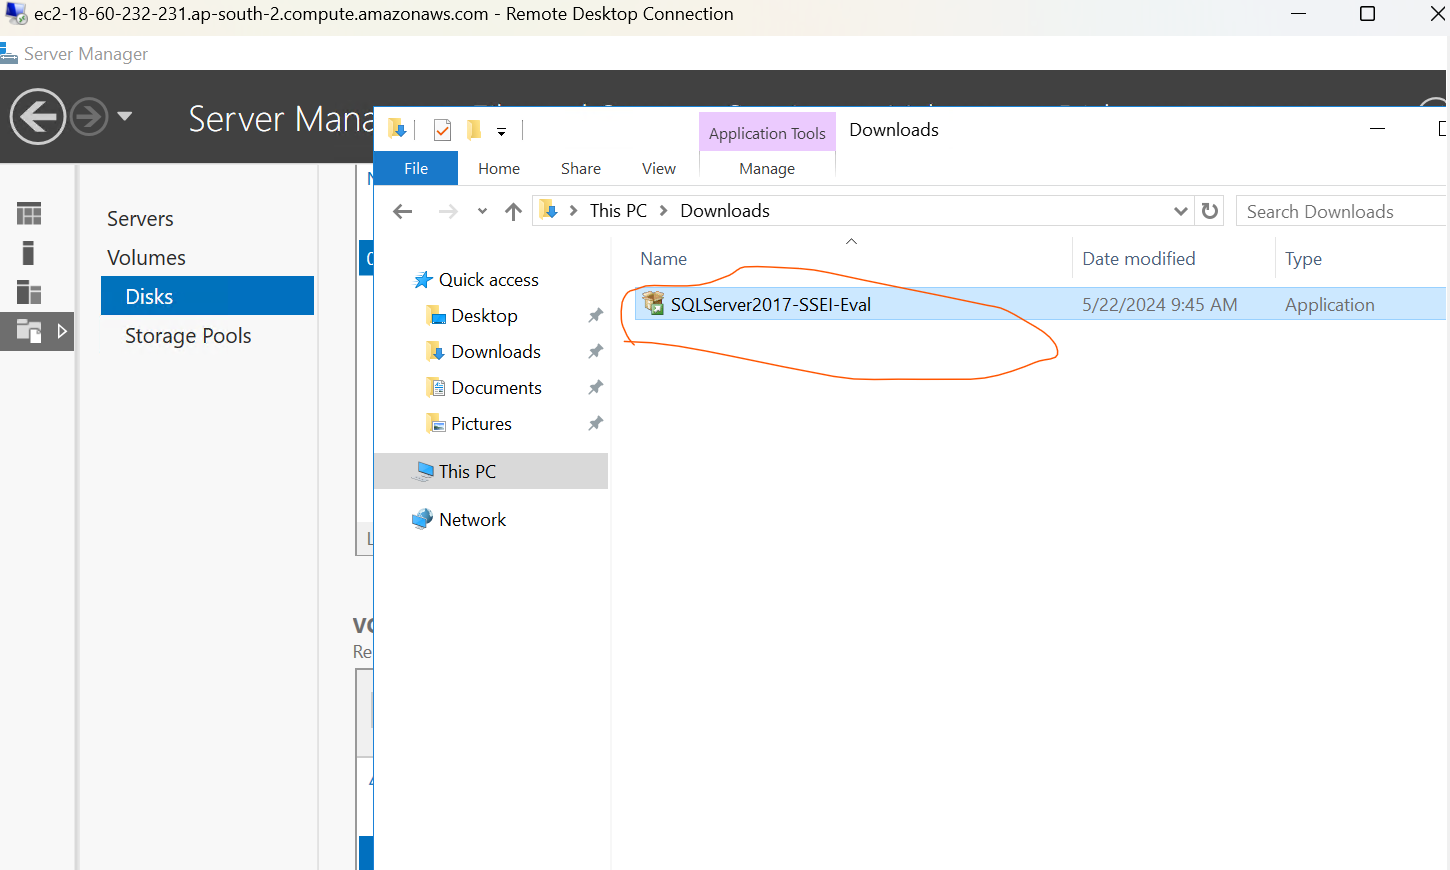 ec2-18-60-232-231.ap-south-2.compute.amazonaws.com - Remote Desktop Connection
Server Manager
Server Mana
Application Tools
Downloads
File
Home
Share
View
Manage
This PC
Downloads
Search Downloads
Servers
Volumes
Disks
Storage Pools
Quick access
Desktop
Downloads
Documents
Pictures
This PC
Network
Name
Date modified
Type
SQLServer2017-SSEI-Eval
5/22/2024 9:45 AM
Application
Re